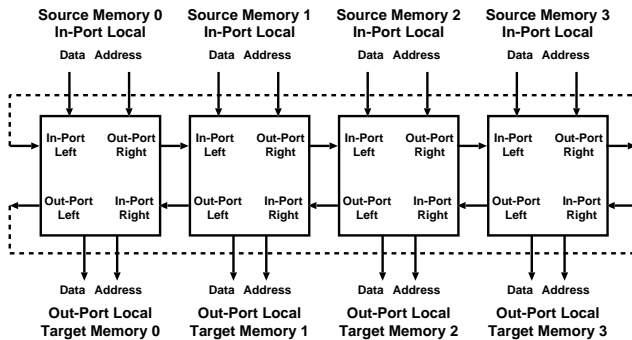 Source Memory 0 Source Memory 1 Source Memory 2 Source Memory 3
In-Port Local In-Port Local In-Port Local In-Port Local
Data Address Data Address Data Address Data Address
In-Port Out-Port In-Port Out-Port In-Port Out-Port In-Port Out-Port
Left Right Left Right Left Right Left Right
Out-Port In-Port Out-Port In-Port Out-Port In-Port Out-Port In-Port
Left Right Left Right Left Right Left Right
Data Address Data Address Data Address Data Address
Out-Port Local Out-Port Local Out-Port Local Out-Port Local
Target Memory 0 Target Memory 1 Target Memory 2 Target Memory 3